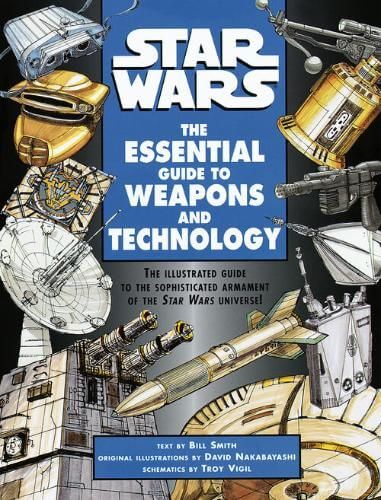 STAR
WARS
THE
ESSENTIAL
GUIDE TO
WEAPONS
AND
TECHNOLOGY
THE ILLUSTRATED GUIDE
TO THE SOPHISTICATED ARMAMENT
OF THE STAR WARS UNIVERSE!
TEXT BY BILL SMITH
ORIGINAL ILLUSTRATIONS BY DAVID NAKABAYASHI
SCHEMATICS BY TROY VIGIL